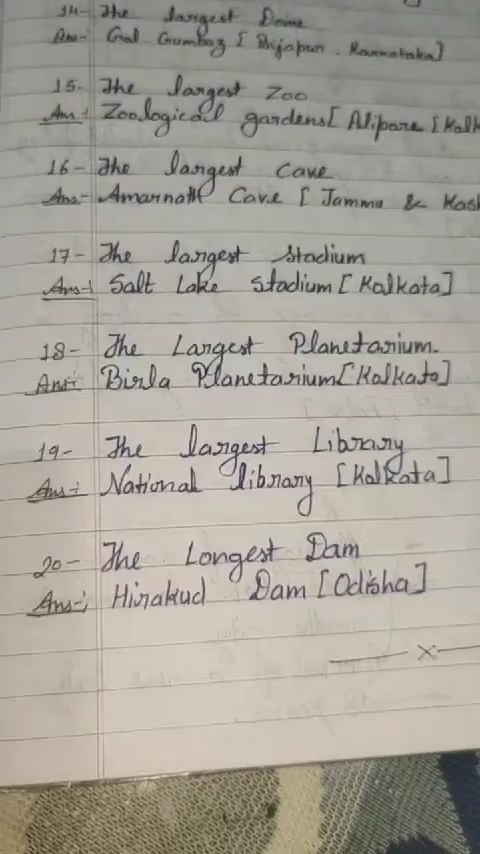 14- The largest Dome
Ans- Gol Gumbaz [ Bijapur. Karnataka]
15. The largest Zoo
Ans.: Zoological gardens[ Alipore [Kolk
16- The largest Cave
Ans- Amarnath Cave [ Jammu & Kash
17- The largest Stadium
Ans-: Salt Lake Stadium [ Kolkata]
18- The Largest Planetarium.
Ans- Birla Planetarium[Kolkata]
19- The largest Library
Ans-: National library [Kolkata]
20- The Longest Dam
Ans-: Hirakud Dam [Odisha]
x